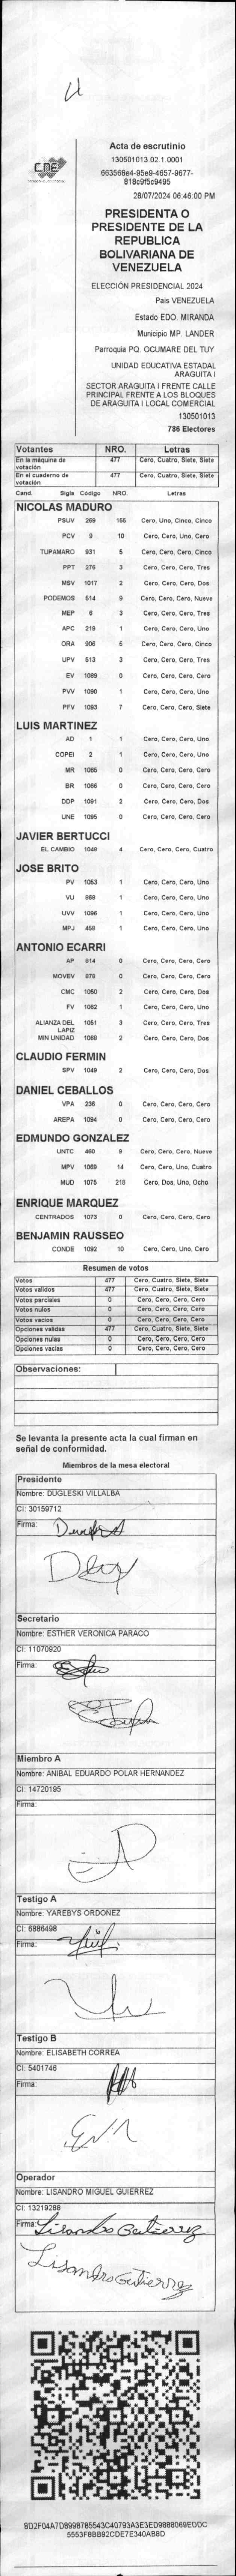 CNE
Acta de escrutinio
130501013.02.1.0001
663568e4-95e9-4657-9677-
818c9f5c9495
28/07/2024 06:46:00 PM
PRESIDENTA O
PRESIDENTE DE LA
REPUBLICA
BOLIVARIANA DE
VENEZUELA
ELECCIÓN PRESIDENCIAL 2024
Pais VENEZUELA
Estado EDO. MIRANDA
Municipio MP. LANDER
Parroquia PQ. OCUMARE DEL TUY
UNIDAD EDUCATIVA ESTADAL
ARAGUITA I
SECTOR ARAGUITA I FRENTE CALLE
PRINCIPAL FRENTE A LOS BLOQUES
DE ARAGUITA I LOCAL COMERCIAL
130501013
786 Electores
Votantes NRO. Letras
En la máquina de votación 477 Cero, Cuatro, Siete, Siete
En el cuaderno de votación 477 Cero, Cuatro, Siete, Siete
Cand. Sigla Código NRO. Letras
NICOLAS MADURO
PSUV 269 155 Cero, Uno, Cinco, Cinco
PCV 9 10 Cero, Cero, Uno, Cero
TUPAMARO 931 5 Cero, Cero, Cero, Cinco
PPT 276 3 Cero, Cero, Cero, Tres
MSV 1017 2 Cero, Cero, Cero, Dos
PODEMOS 514 9 Cero, Cero, Cero, Nueve
MEP 6 3 Cero, Cero, Cero, Tres
APC 219 1 Cero, Cero, Cero, Uno
ORA 906 5 Cero, Cero, Cero, Cinco
UPV 513 3 Cero, Cero, Cero, Tres
EV 1089 0 Cero, Cero, Cero, Cero
PVV 1090 1 Cero, Cero, Cero, Uno
PFV 1093 7 Cero, Cero, Cero, Siete
LUIS MARTINEZ
AD 1 1 Cero, Cero, Cero, Uno
COPEI 2 1 Cero, Cero, Cero, Uno
MR 1065 0 Cero, Cero, Cero, Cero
BR 1066 0 Cero, Cero, Cero, Cero
DDP 1091 2 Cero, Cero, Cero, Dos
UNE 1095 0 Cero, Cero, Cero, Cero
JAVIER BERTUCCI
EL CAMBIO 1048 4 Cero, Cero, Cero, Cuatro
JOSE BRITO
PV 1053 1 Cero, Cero, Cero, Uno
VU 969 1 Cero, Cero, Cero, Uno
UVV 1096 1 Cero, Cero, Cero, Uno
MPJ 459 1 Cero, Cero, Cero, Uno
ANTONIO ECARRI
AP 914 0 Cero, Cero, Cero, Cero
MOVEV 978 0 Cero, Cero, Cero, Cero
CMC 1050 2 Cero, Cero, Cero, Dos
FV 1062 1 Cero, Cero, Cero, Uno
ALIANZA DEL LAPIZ 1051 3 Cero, Cero, Cero, Tres
MIN UNIDAD 1068 2 Cero, Cero, Cero, Dos
CLAUDIO FERMIN
SPV 1049 2 Cero, Cero, Cero, Dos
DANIEL CEBALLOS
VPA 236 0 Cero, Cero, Cero, Cero
AREPA 1094 0 Cero, Cero, Cero, Cero
EDMUNDO GONZALEZ
UNTC 460 9 Cero, Cero, Cero, Nueve
MPV 1069 14 Cero, Cero, Uno, Cuatro
MUD 1076 218 Cero, Dos, Uno, Ocho
ENRIQUE MARQUEZ
CENTRADOS 1073 0 Cero, Cero, Cero, Cero
BENJAMIN RAUSSEO
CONDE 1092 10 Cero, Cero, Uno, Cero
Resumen de votos
Votos 477 Cero, Cuatro, Siete, Siete
Votos validos 477 Cero, Cuatro, Siete, Siete
Votos parciales 0 Cero, Cero, Cero, Cero
Votos nulos 0 Cero, Cero, Cero, Cero
Votos vacios 0 Cero, Cero, Cero, Cero
Opciones validas 477 Cero, Cuatro, Siete, Siete
Opciones nulas 0 Cero, Cero, Cero, Cero
Opciones vacias 0 Cero, Cero, Cero, Cero
Observaciones:
Se levanta la presente acta la cual firman en
señal de conformidad.
Miembros de la mesa electoral
Presidente
Nombre: DUGLESKI VILLALBA
CI: 30159712
Firma:
Secretario
Nombre: ESTHER VERONICA PARACO
CI: 11070920
Firma:
Miembro A
Nombre: ANIBAL EDUARDO POLAR HERNANDEZ
CI: 14720195
Firma:
Testigo A
Nombre: YAREBYS ORDOÑEZ
CI: 6886498
Firma:
Testigo B
Nombre: ELISABETH CORREA
CI: 5401746
Firma:
Operador
Nombre: LISANDRO MIGUEL GUIERREZ
CI: 13219288
Firma: Lisandro Gutierrez
Lisandro Gutierrez
8D2F04A7D8998785543C40793A3E3ED9888069EDDC
5553F8BB92CDE7E340AB8D